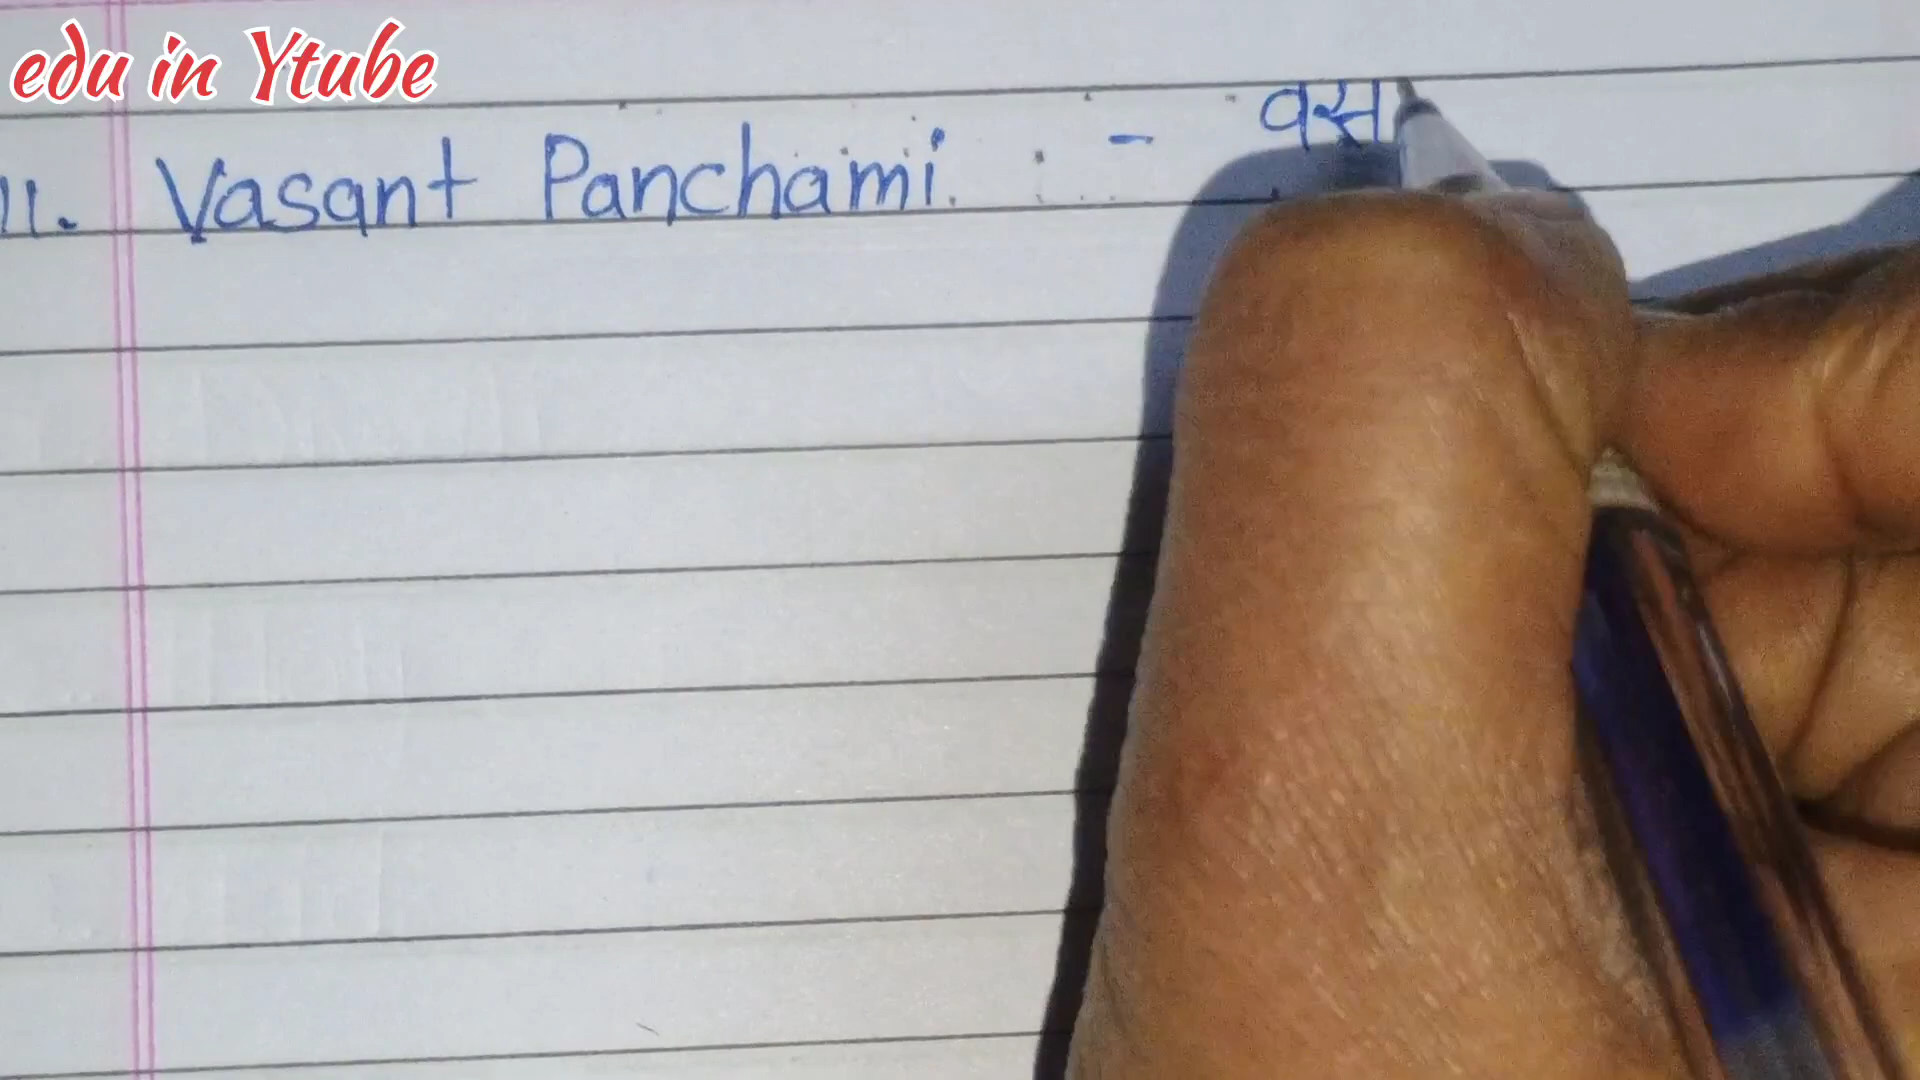 edu in Ytube
11. Vasant Panchami - वस